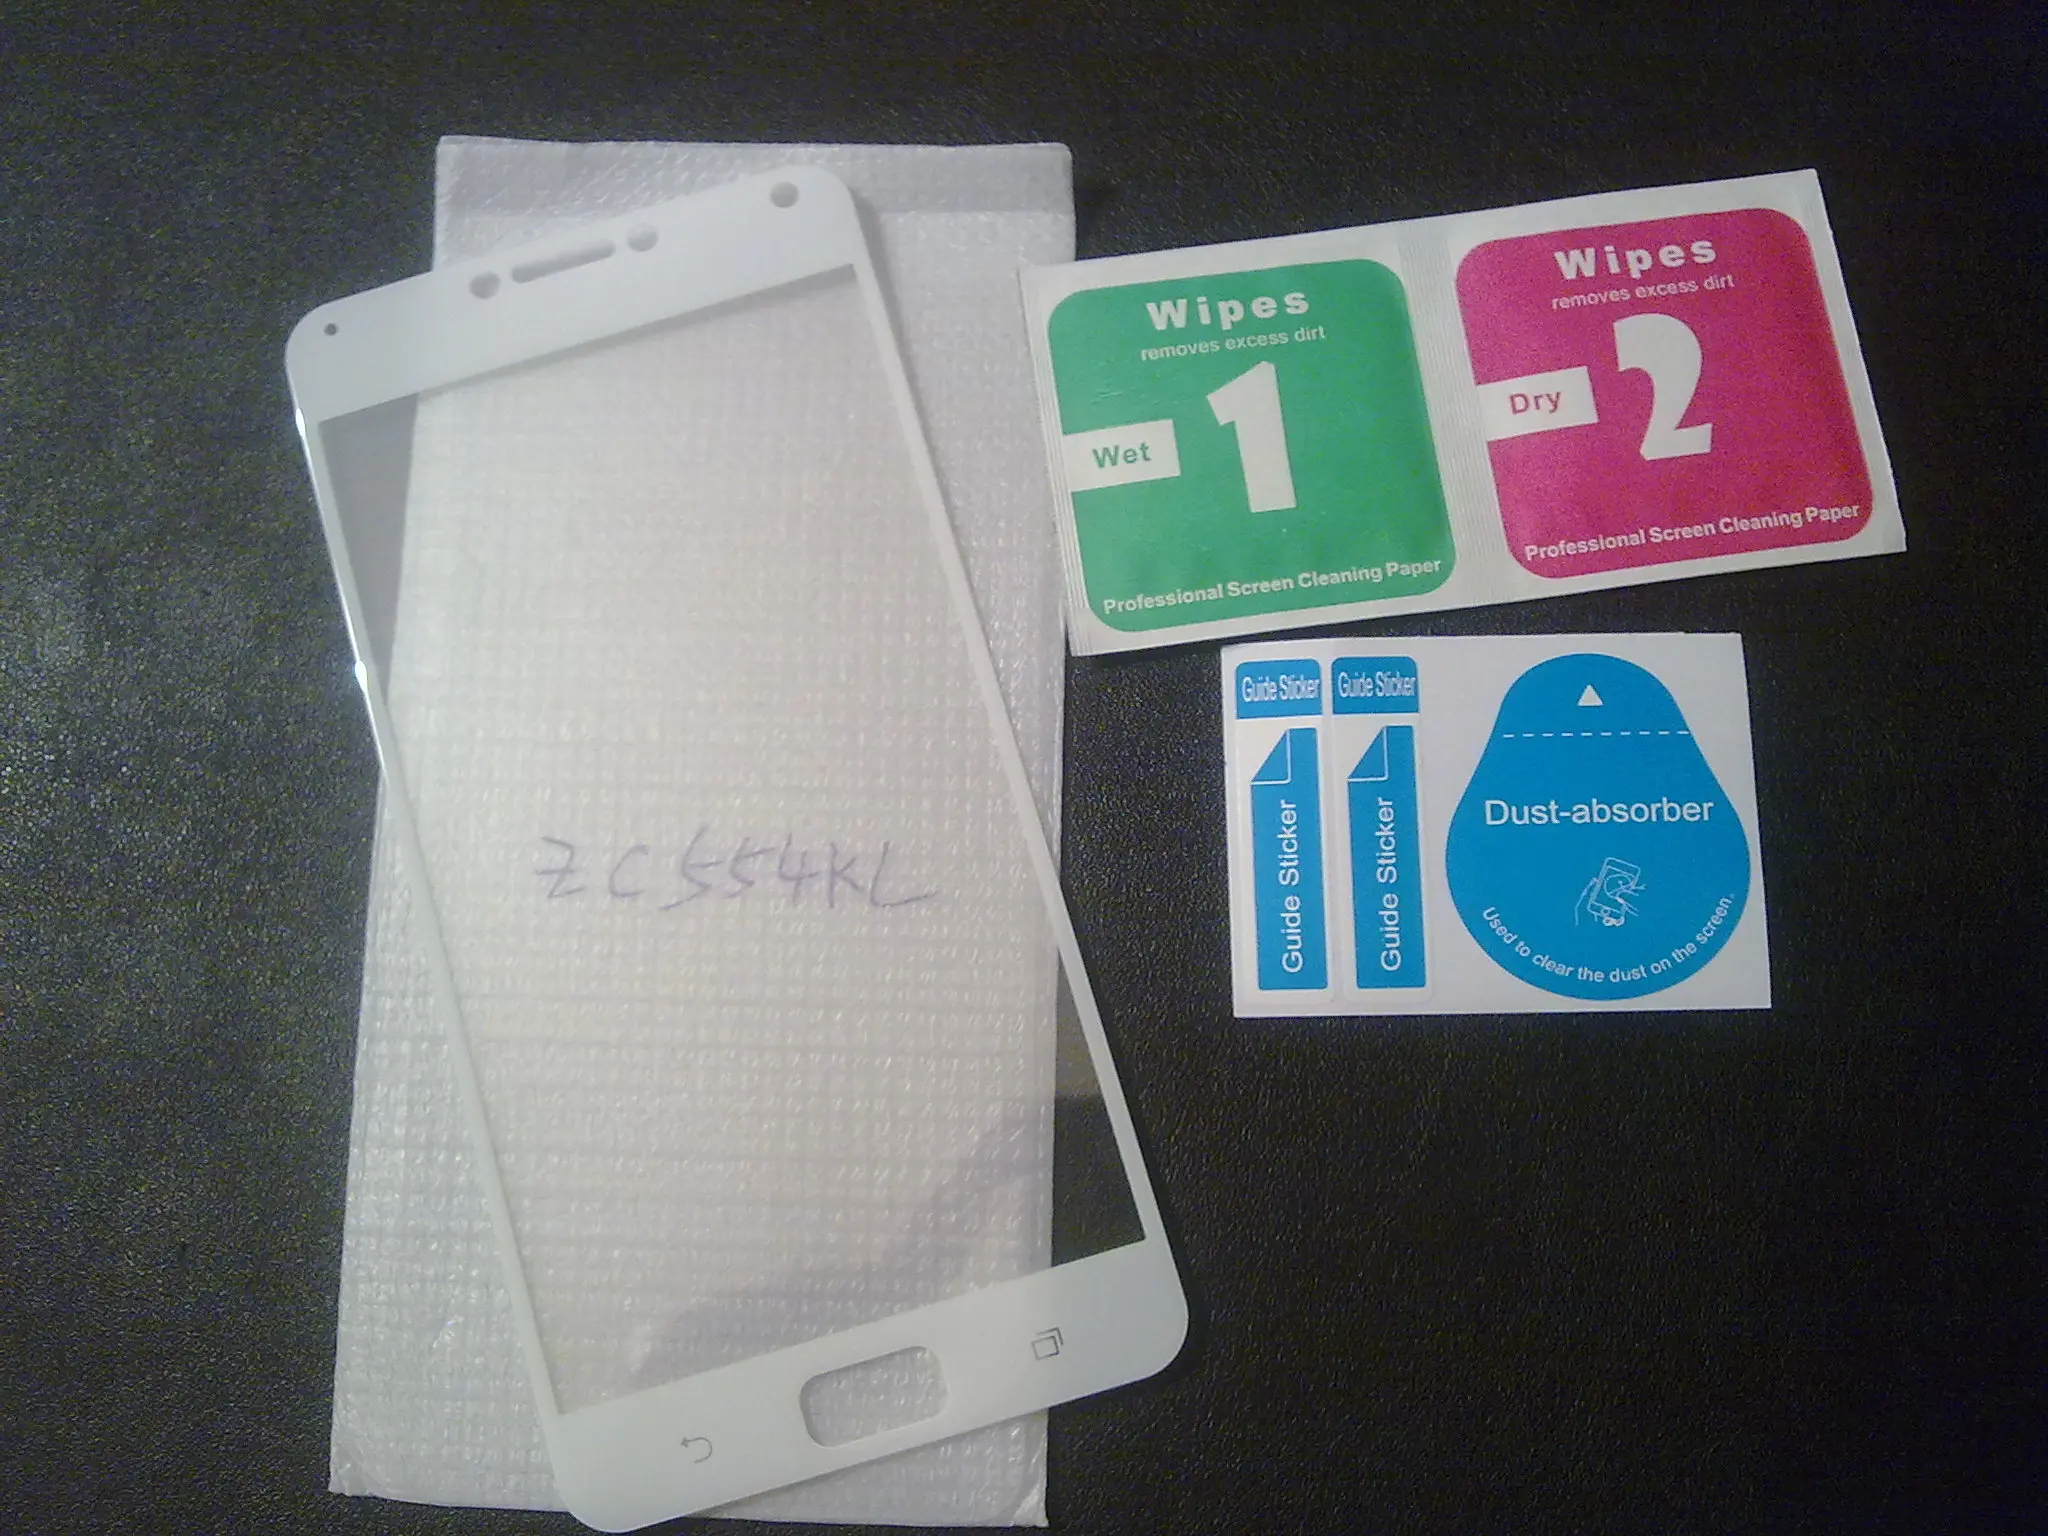 ZC554KL
Wipes
removes excess dirt
1
Wet
Professional Screen Cleaning Paper
Wipes
removes excess dirt
2
Dry
Professional Screen Cleaning Paper
Guide Sticker
Guide Sticker
Guide Sticker
Guide Sticker
Dust-absorber
Used to clear the dust on the screen。